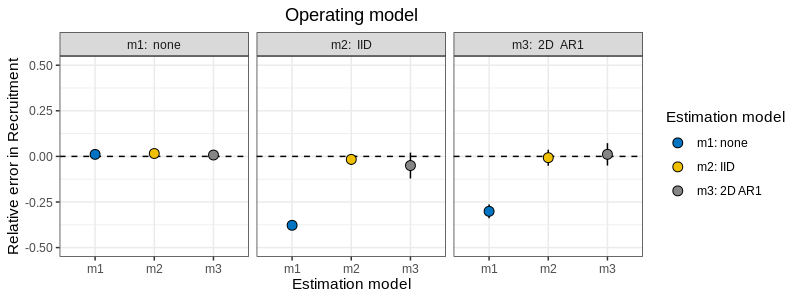 Operating model
m1: none
m2: IID
m3: 2D AR1
Relative error in Recruitment
0.50
0.25
0.00
-0.25
-0.50
m1 m2 m3
m1 m2 m3
m1 m2 m3
Estimation model
Estimation model
m1: none
m2: IID
m3: 2D AR1